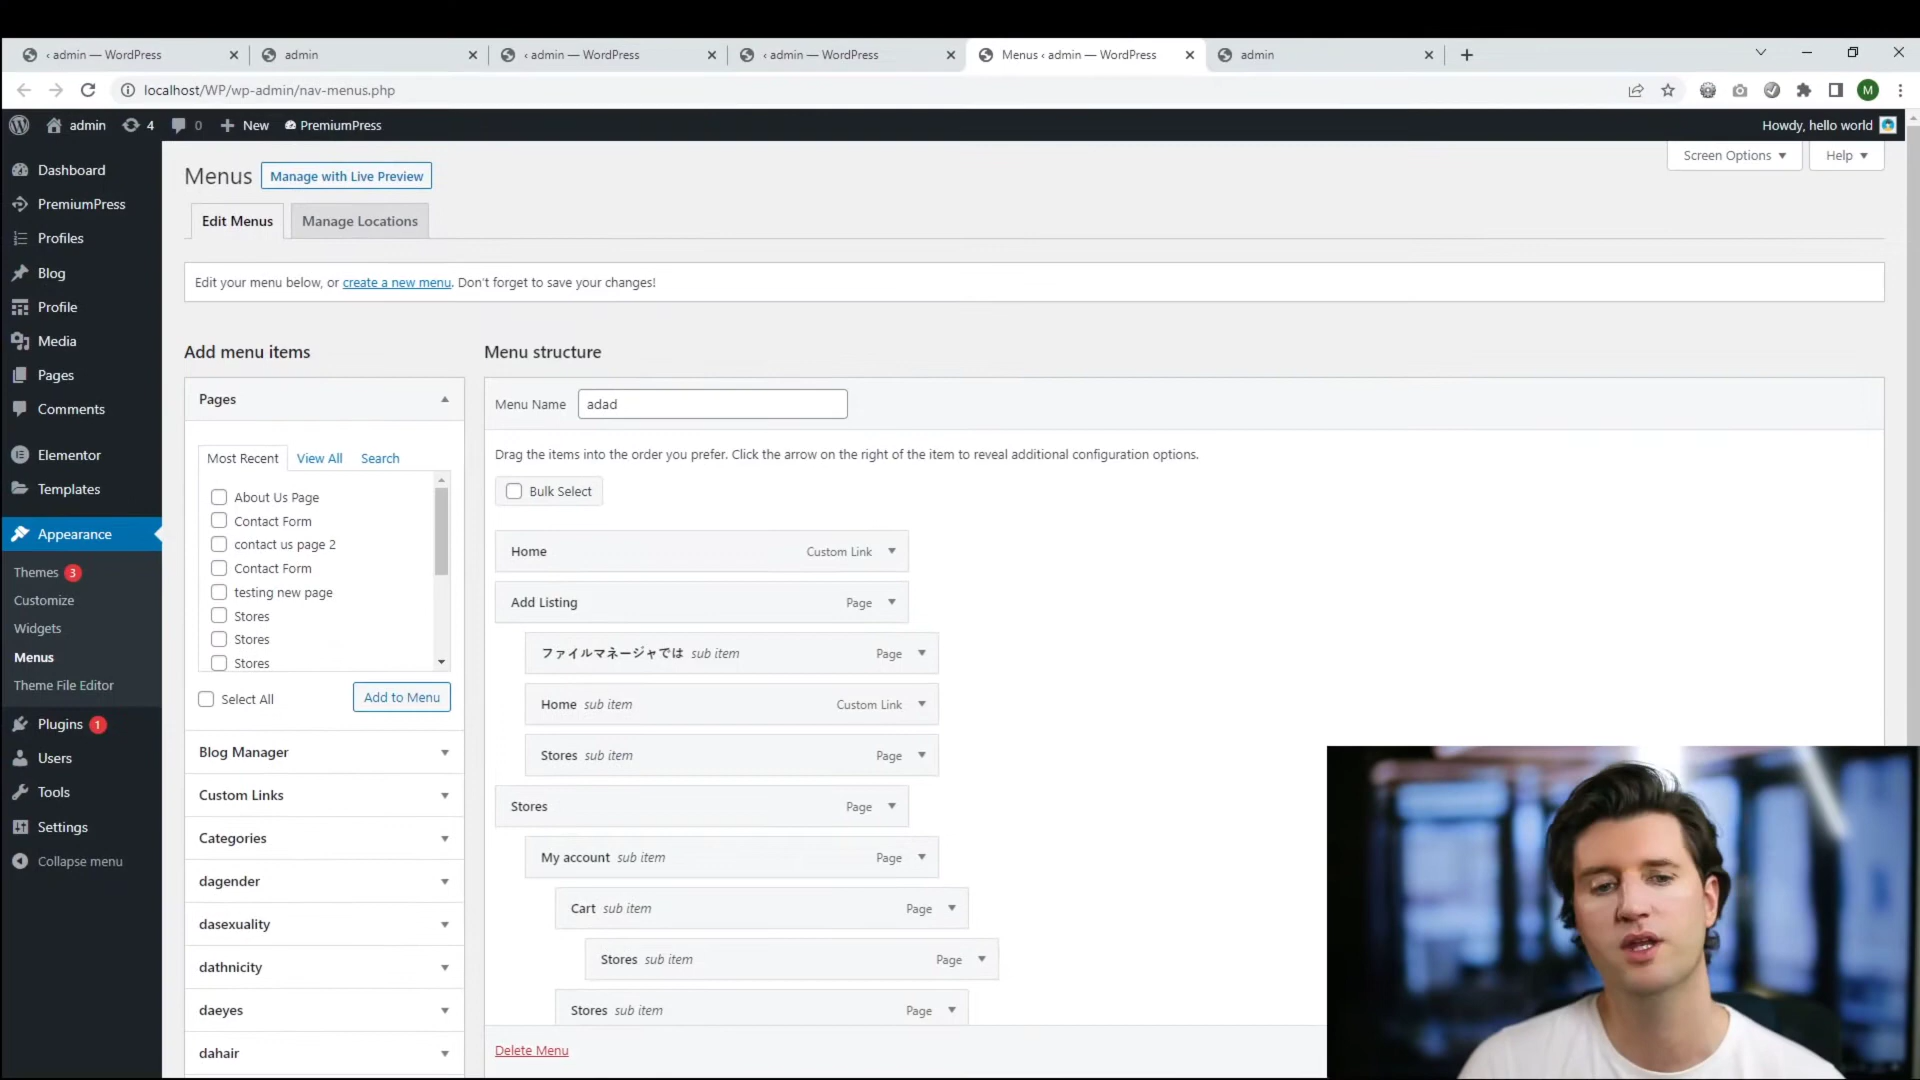 ‹ admin — WordPress
admin
‹ admin — WordPress
‹ admin — WordPress
Menus ‹ admin — WordPress
admin
localhost/WP/wp-admin/nav-menus.php
M
admin
4
0
New
PremiumPress
Howdy, hello world
Dashboard
PremiumPress
Profiles
Blog
Profile
Media
Pages
Comments
Elementor
Templates
Appearance
Themes 3
Customize
Widgets
Menus
Theme File Editor
Plugins 1
Users
Tools
Settings
Collapse menu
Screen Options
Help
Menus
Manage with Live Preview
Edit Menus
Manage Locations
Edit your menu below, or create a new menu. Don't forget to save your changes!
Add menu items
Pages
Most Recent
View All
Search
About Us Page
Contact Form
contact us page 2
Contact Form
testing new page
Stores
Stores
Stores
Select All
Add to Menu
Blog Manager
Custom Links
Categories
dagender
dasexuality
dathnicity
daeyes
dahair
Menu structure
Menu Name adad
Drag the items into the order you prefer. Click the arrow on the right of the item to reveal additional configuration options.
Bulk Select
Home Custom Link
Add Listing Page
ファイルマネージャでは sub item Page
Home sub item Custom Link
Stores sub item Page
Stores Page
My account sub item Page
Cart sub item Page
Stores sub item Page
Stores sub item Page
Delete Menu